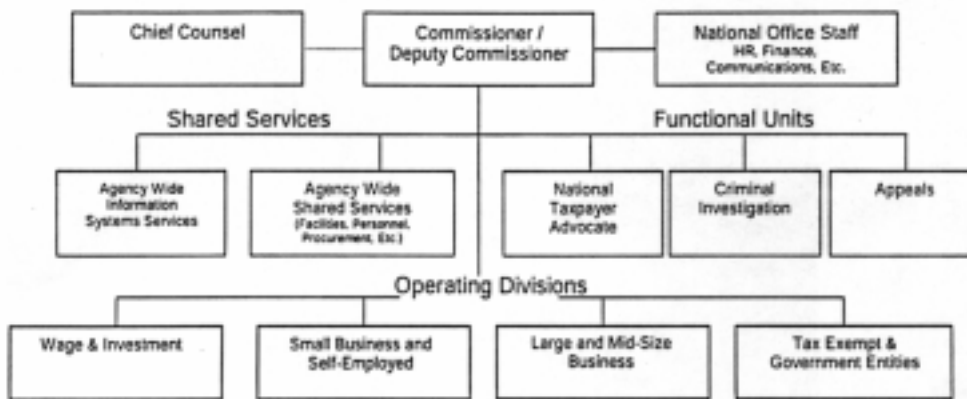 Chief Counsel
Commissioner /
Deputy Commissioner
National Office Staff
HR, Finance,
Communications, Etc.
Shared Services
Functional Units
Agency Wide
Information
Systems Services
Agency Wide
Shared Services
(Facilities, Personnel,
Procurement, Etc.)
National
Taxpayer
Advocate
Criminal
Investigation
Appeals
Operating Divisions
Wage & Investment
Small Business and
Self-Employed
Large and Mid-Size
Business
Tax Exempt &
Government Entities